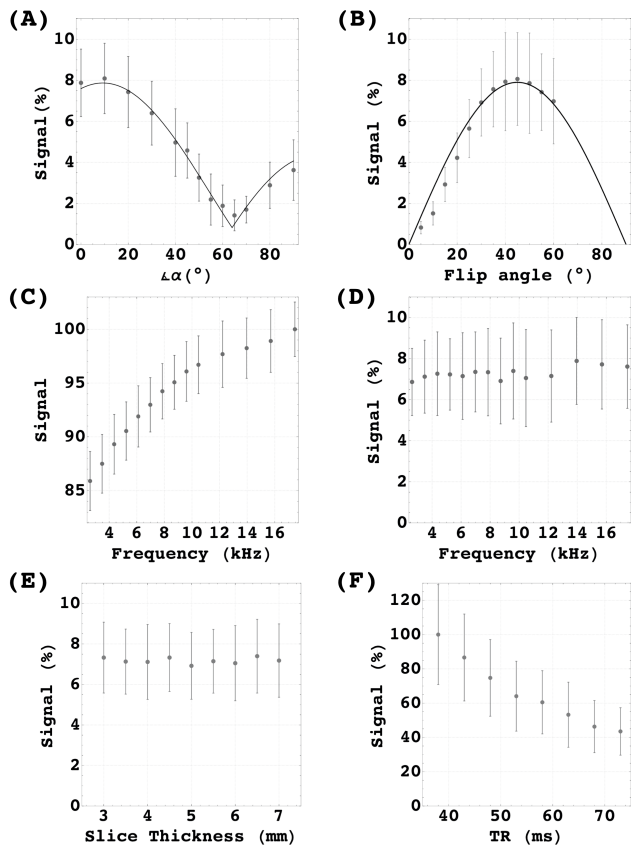 (A)
(B)
10
8
6
4
2
0
Signal(%)
0 20 40 60 80
⦞α(°)
10
8
6
4
2
0
Signal (%)
0 20 40 60 80
Flip angle (°)
(C)
(D)
100
95
90
85
Signal
4 6 8 10 12 14 16
Frequency (kHz)
10
8
6
4
2
0
Signal (%)
4 6 8 10 12 14 16
Frequency (kHz)
(E)
(F)
10
8
6
4
2
0
Signal (%)
3 4 5 6 7
Slice Thickness (mm)
120
100
80
60
40
20
0
Signal (%)
40 50 60 70
TR (ms)